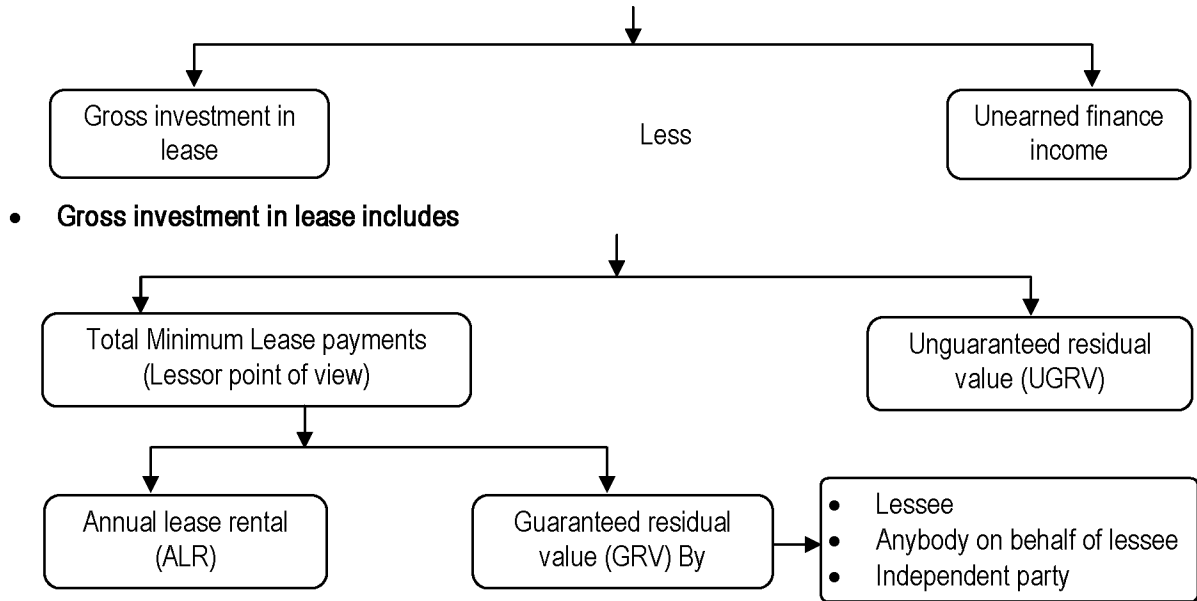 Gross investment in
lease
Less
Unearned finance
income
• Gross investment in lease includes
Total Minimum Lease payments
(Lessor point of view)
Unguaranteed residual
value (UGRV)
Annual lease rental
(ALR)
Guaranteed residual
value (GRV) By
• Lessee
• Anybody on behalf of lessee
• Independent party